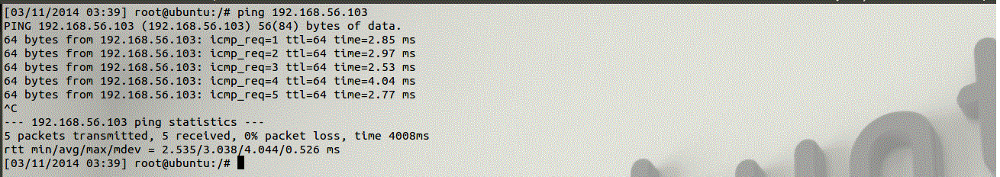 [03/11/2014 03:39] root@ubuntu:/# ping 192.168.56.103
PING 192.168.56.103 (192.168.56.103) 56(84) bytes of data.
64 bytes from 192.168.56.103: icmp_req=1 ttl=64 time=2.85 ms
64 bytes from 192.168.56.103: icmp_req=2 ttl=64 time=2.97 ms
64 bytes from 192.168.56.103: icmp_req=3 ttl=64 time=2.53 ms
64 bytes from 192.168.56.103: icmp_req=4 ttl=64 time=4.04 ms
64 bytes from 192.168.56.103: icmp_req=5 ttl=64 time=2.77 ms
^C
--- 192.168.56.103 ping statistics ---
5 packets transmitted, 5 received, 0% packet loss, time 4008ms
rtt min/avg/max/mdev = 2.535/3.038/4.044/0.526 ms
[03/11/2014 03:39] root@ubuntu:/#